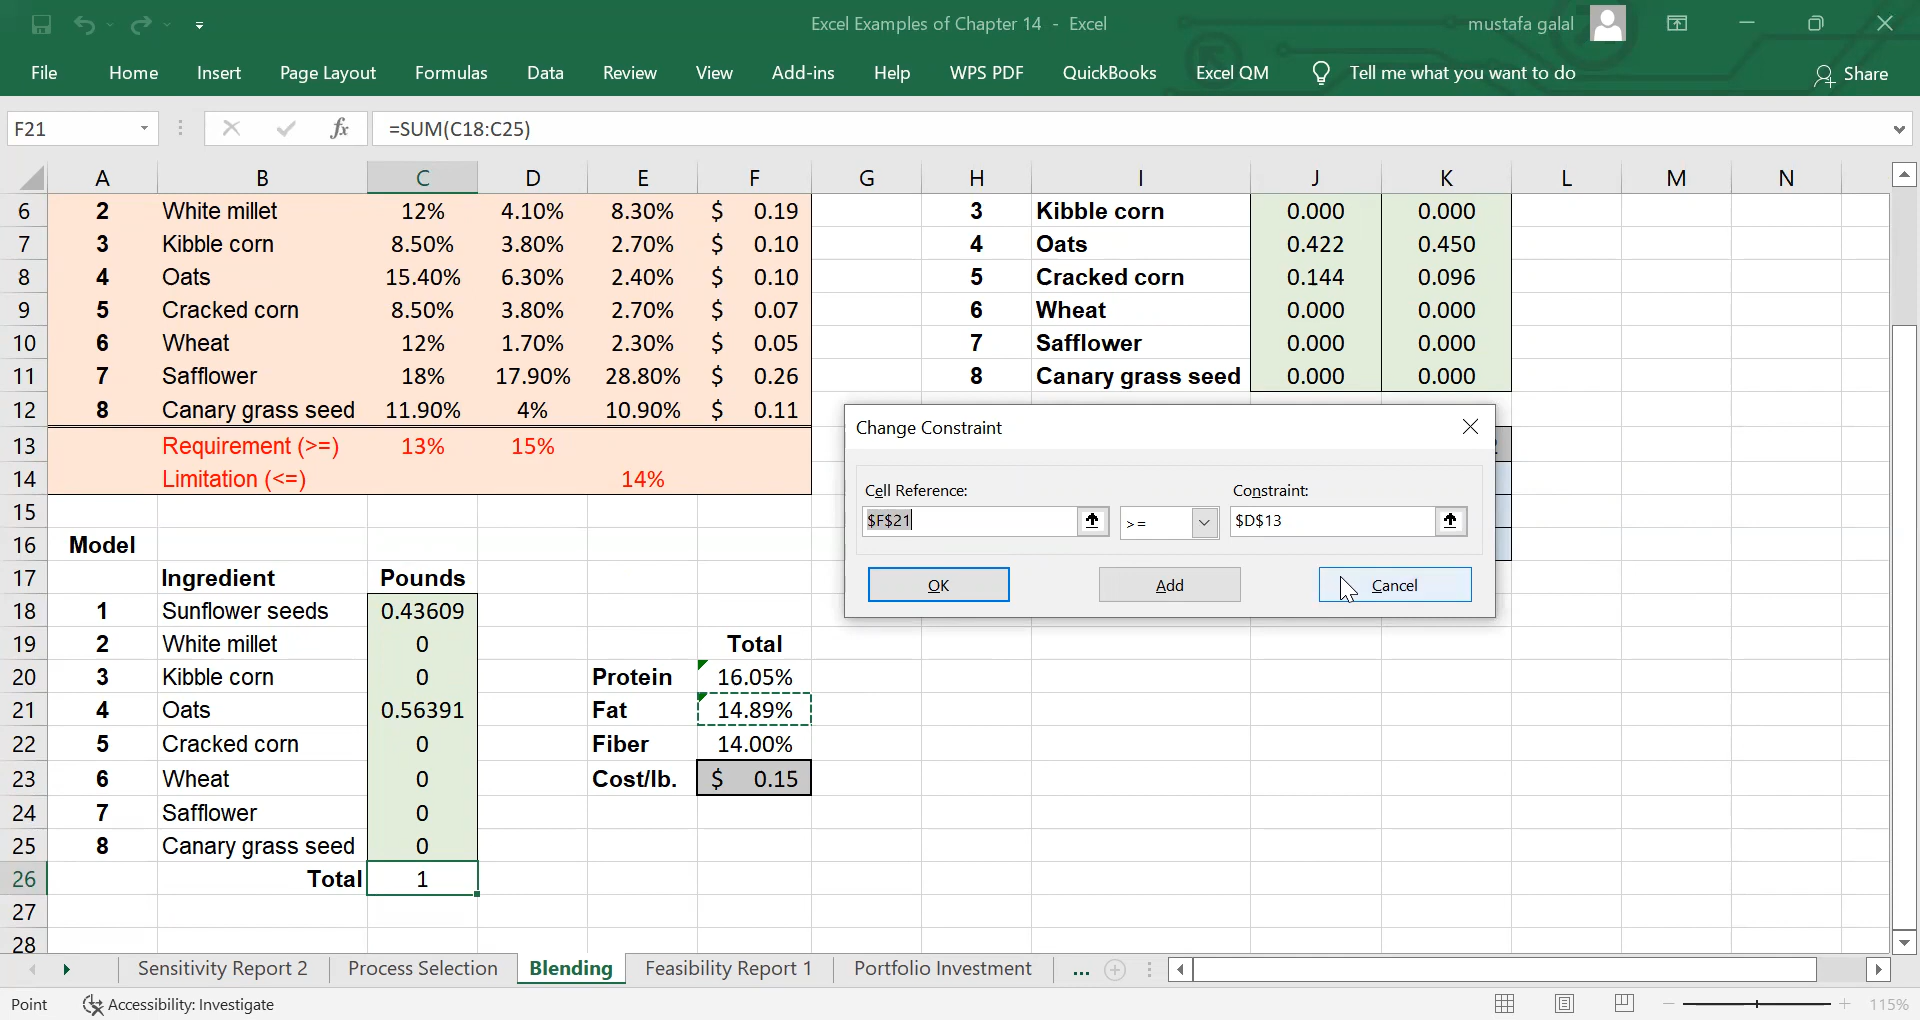 Excel Examples of Chapter 14 - Excel
mustafa galal
File Home Insert Page Layout Formulas Data Review View Add-ins Help WPS PDF QuickBooks Excel QM Tell me what you want to do Share
F21 fx =SUM(C18:C25)
A B C D E F G H I J K L M N
6 2 White millet 12% 4.10% 8.30% $ 0.19 3 Kibble corn 0.000 0.000
7 3 Kibble corn 8.50% 3.80% 2.70% $ 0.10 4 Oats 0.422 0.450
8 4 Oats 15.40% 6.30% 2.40% $ 0.10 5 Cracked corn 0.144 0.096
9 5 Cracked corn 8.50% 3.80% 2.70% $ 0.07 6 Wheat 0.000 0.000
10 6 Wheat 12% 1.70% 2.30% $ 0.05 7 Safflower 0.000 0.000
11 7 Safflower 18% 17.90% 28.80% $ 0.26 8 Canary grass seed 0.000 0.000
12 8 Canary grass seed 11.90% 4% 10.90% $ 0.11
13 Requirement (>=) 13% 15%
14 Limitation (<=) 14%
Change Constraint
Cell Reference: Constraint:
$F$21 >= $D$13
OK Add Cancel
15
16 Model
17 Ingredient Pounds
18 1 Sunflower seeds 0.43609
19 2 White millet 0 Total
20 3 Kibble corn 0 Protein 16.05%
21 4 Oats 0.56391 Fat 14.89%
22 5 Cracked corn 0 Fiber 14.00%
23 6 Wheat 0 Cost/lb. $ 0.15
24 7 Safflower 0
25 8 Canary grass seed 0
26 Total 1
27
28
Sensitivity Report 2 Process Selection Blending Feasibility Report 1 Portfolio Investment ...
Point Accessibility: Investigate 115%